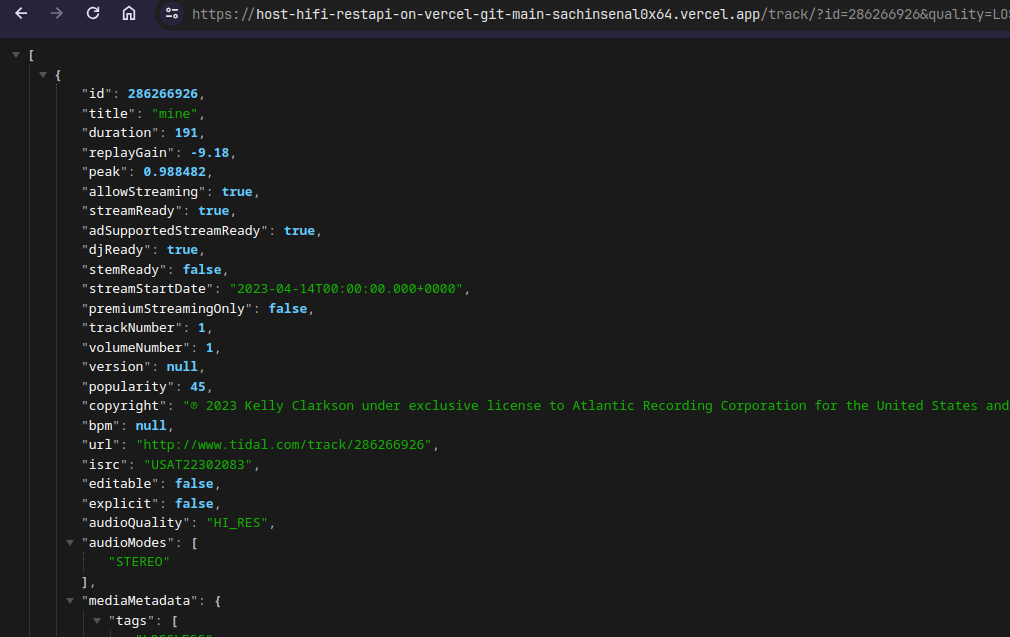 https://host-hifi-restapi-on-vercel-git-main-sachinsenal0x64.vercel.app/track/?id=286266926&quality=LOS
[
{
"id": 286266926,
"title": "mine",
"duration": 191,
"replayGain": -9.18,
"peak": 0.988482,
"allowStreaming": true,
"streamReady": true,
"adSupportedStreamReady": true,
"djReady": true,
"stemReady": false,
"streamStartDate": "2023-04-14T00:00:00.000+0000",
"premiumStreamingOnly": false,
"trackNumber": 1,
"volumeNumber": 1,
"version": null,
"popularity": 45,
"copyright": "℗ 2023 Kelly Clarkson under exclusive license to Atlantic Recording Corporation for the United States and
"bpm": null,
"url": "http://www.tidal.com/track/286266926",
"isrc": "USAT22302083",
"editable": false,
"explicit": false,
"audioQuality": "HI_RES",
"audioModes": [
"STEREO"
],
"mediaMetadata": {
"tags": [
"LOSSLESS"